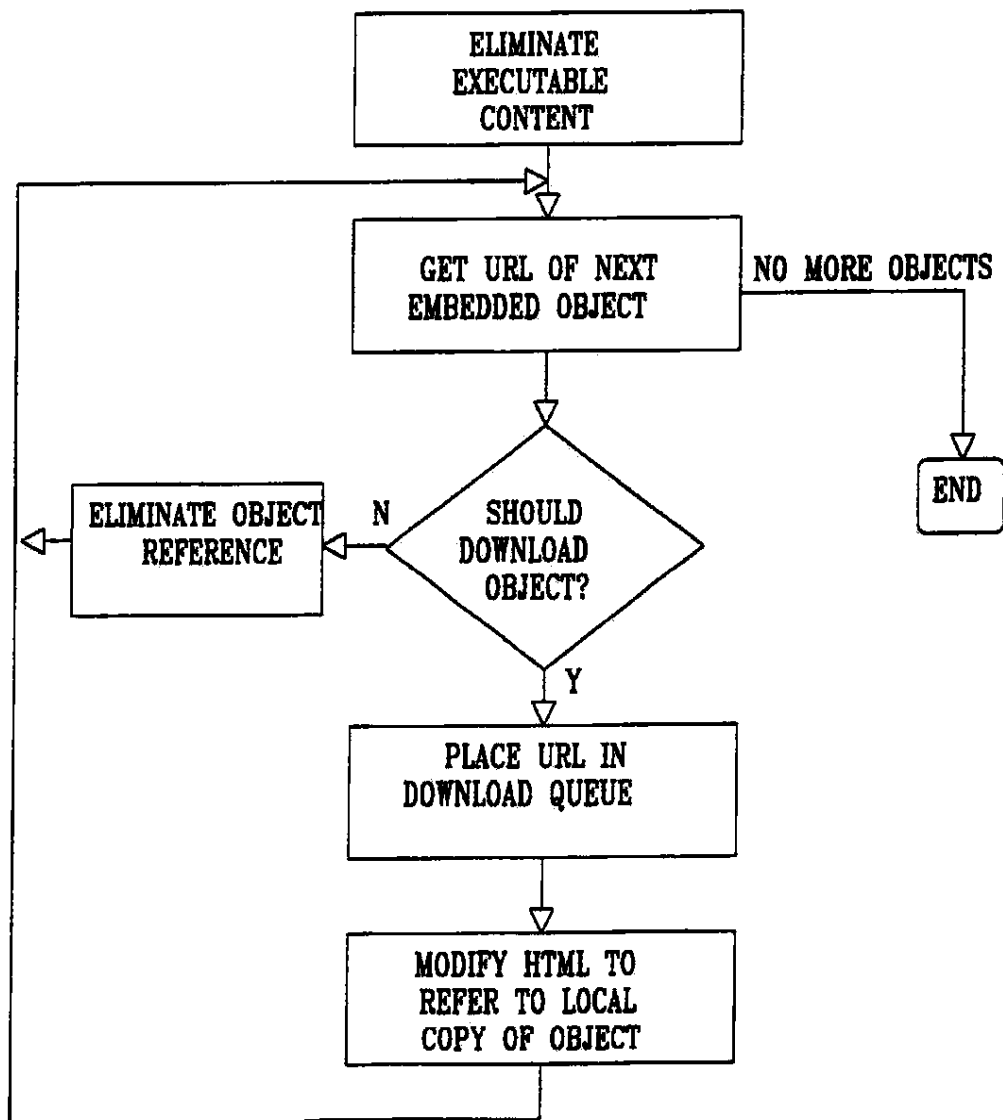 ELIMINATE
EXECUTABLE
CONTENT
GET URL OF NEXT
EMBEDDED OBJECT
NO MORE OBJECTS
END
SHOULD
DOWNLOAD
OBJECT?
N
ELIMINATE OBJECT
REFERENCE
Y
PLACE URL IN
DOWNLOAD QUEUE
MODIFY HTML TO
REFER TO LOCAL
COPY OF OBJECT